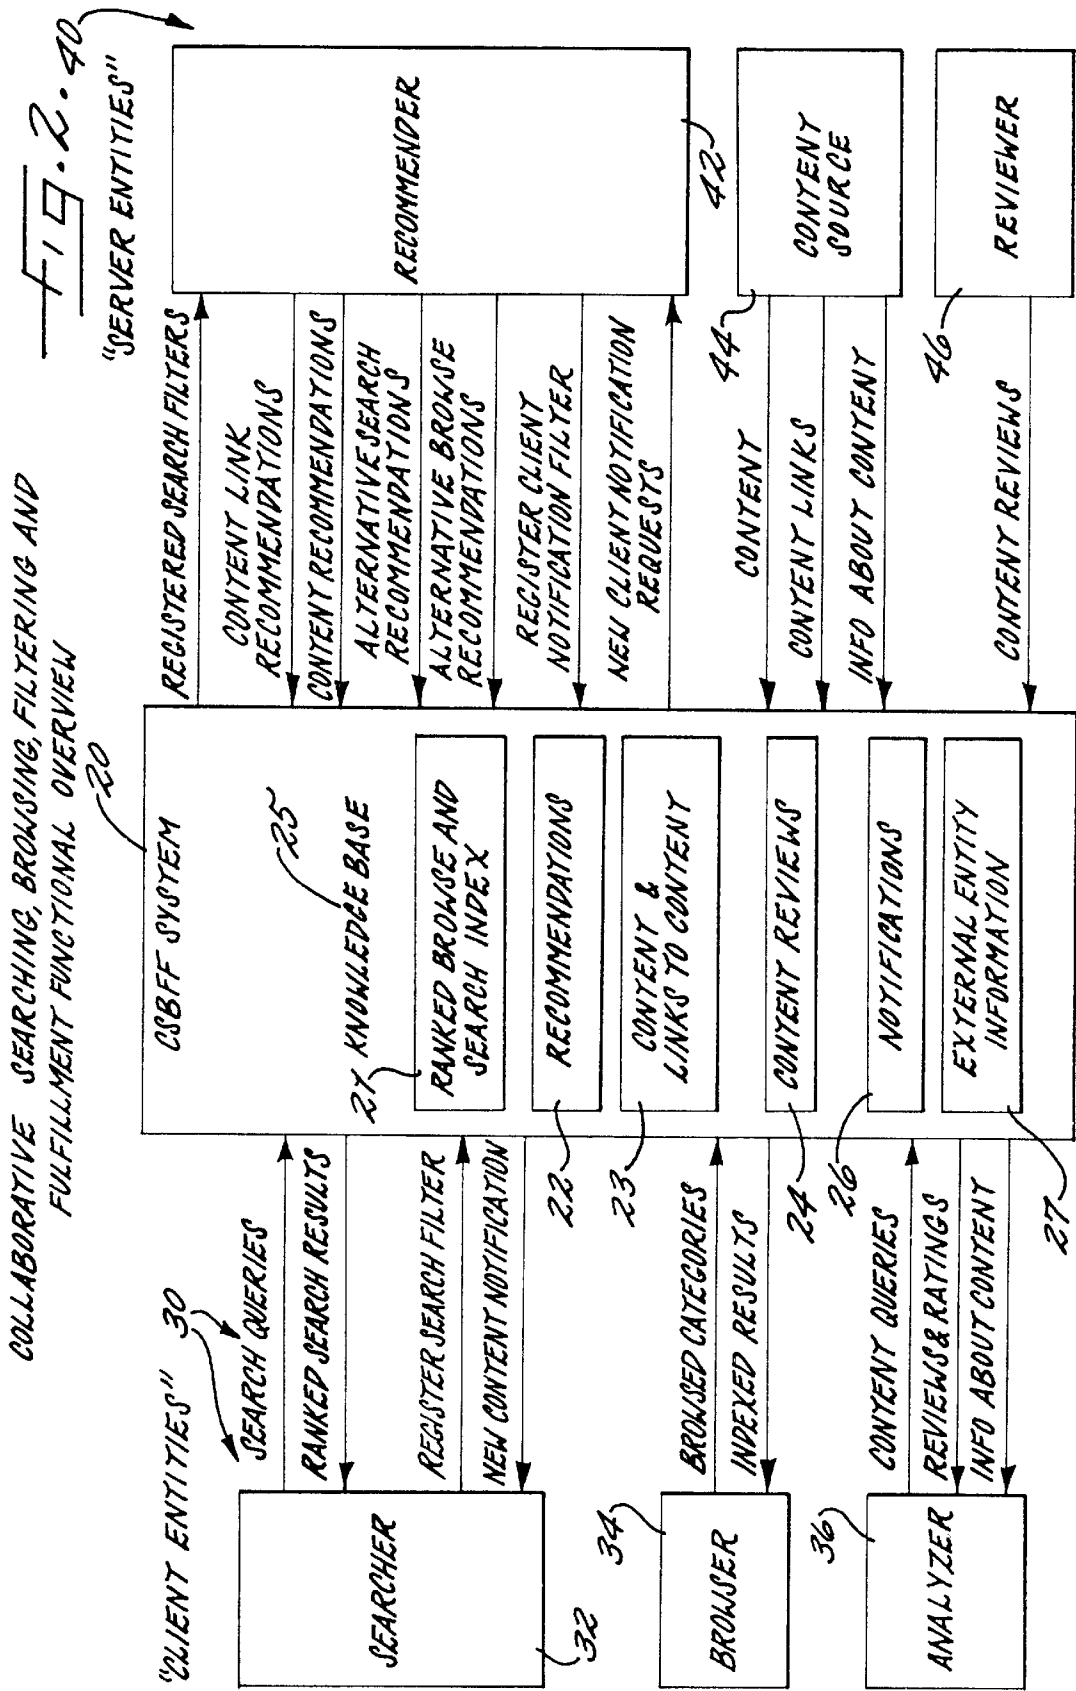 COLLABORATIVE SEARCHING, BROWSING, FILTERING AND
FULFILLMENT FUNCTIONAL OVERVIEW
Fig. 2.
"CLIENT ENTITIES"
30
SEARCH QUERIES
RANKED SEARCH RESULTS
REGISTER SEARCH FILTER
NEW CONTENT NOTIFICATION
SEARCHER
32
BROWSED CATEGORIES
INDEXED RESULTS
34
BROWSER
CONTENT QUERIES
REVIEWS & RATINGS
INFO ABOUT CONTENT
36
ANALYZER
20
CSBFF SYSTEM
25
KNOWLEDGE BASE
21
RANKED BROWSE AND
SEARCH INDEX
22
RECOMMENDATIONS
23
CONTENT &
LINKS TO CONTENT
24
CONTENT REVIEWS
26
NOTIFICATIONS
27
EXTERNAL ENTITY
INFORMATION
"SERVER ENTITIES"
40
REGISTERED SEARCH FILTERS
CONTENT LINK
RECOMMENDATIONS
CONTENT RECOMMENDATIONS
ALTERNATIVE SEARCH
RECOMMENDATIONS
ALTERNATIVE BROWSE
RECOMMENDATIONS
REGISTER CLIENT
NOTIFICATION FILTER
NEW CLIENT NOTIFICATION
REQUESTS
RECOMMENDER
42
CONTENT
CONTENT LINKS
INFO ABOUT CONTENT
44
CONTENT
SOURCE
CONTENT REVIEWS
46
REVIEWER